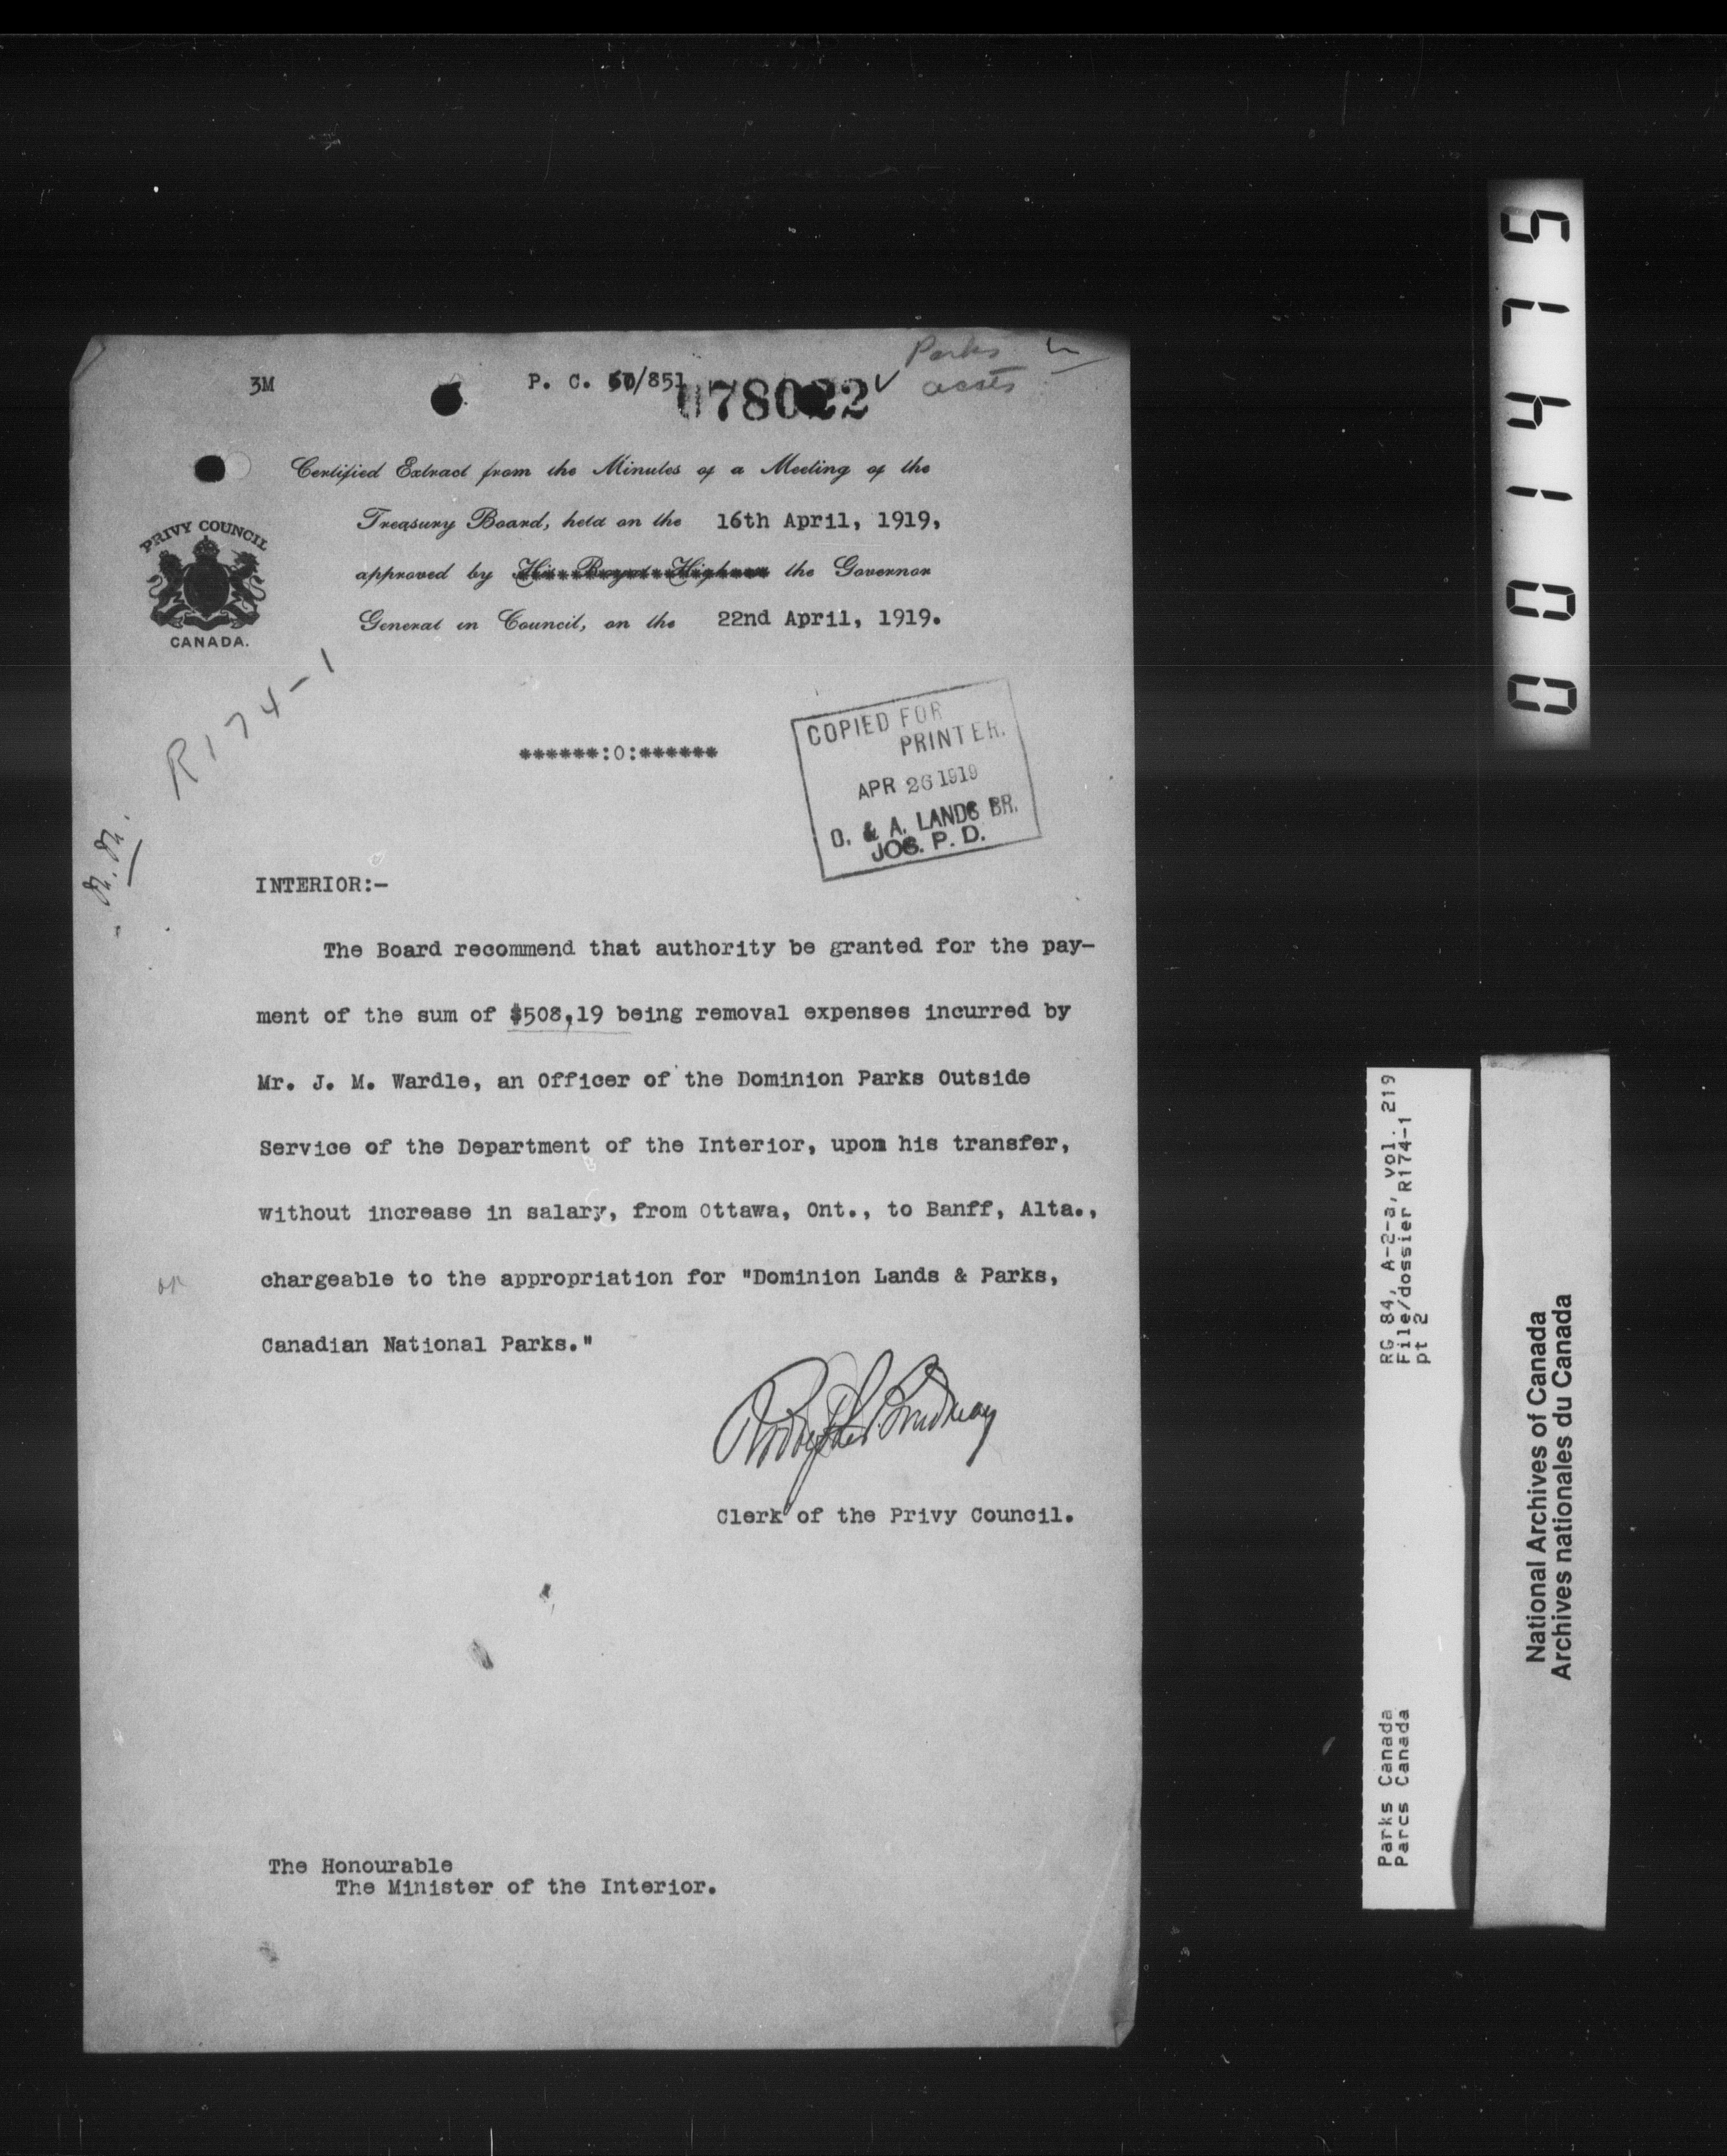 Parks
accts
3M
P. C. /851
078022 ✓
Certified Extract from the Minutes of a Meeting of the
Treasury Board, held on the 16th April, 1919,
approved by His Royal Highness the Governor
General in Council, on the 22nd April, 1919.
PRIVY COUNCIL
CANADA.
R174-1
******:0:******
COPIED FOR
PRINTER.
APR 26 1919
D. & A. LANDS BR.
JOS. P. D.
INTERIOR:-
The Board recommend that authority be granted for the pay-
ment of the sum of $508,19 being removal expenses incurred by
Mr. J. M. Wardle, an Officer of the Dominion Parks Outside
Service of the Department of the Interior, upon his transfer,
without increase in salary, from Ottawa, Ont., to Banff, Alta.,
chargeable to the appropriation for "Dominion Lands & Parks,
Canadian National Parks."
Clerk of the Privy Council.
The Honourable
The Minister of the Interior.
001475
RG 84, A-2-a, vol. 219
File/dossier R174-1
pt 2
Parks Canada
Parcs Canada
National Archives of Canada
Archives nationales du Canada